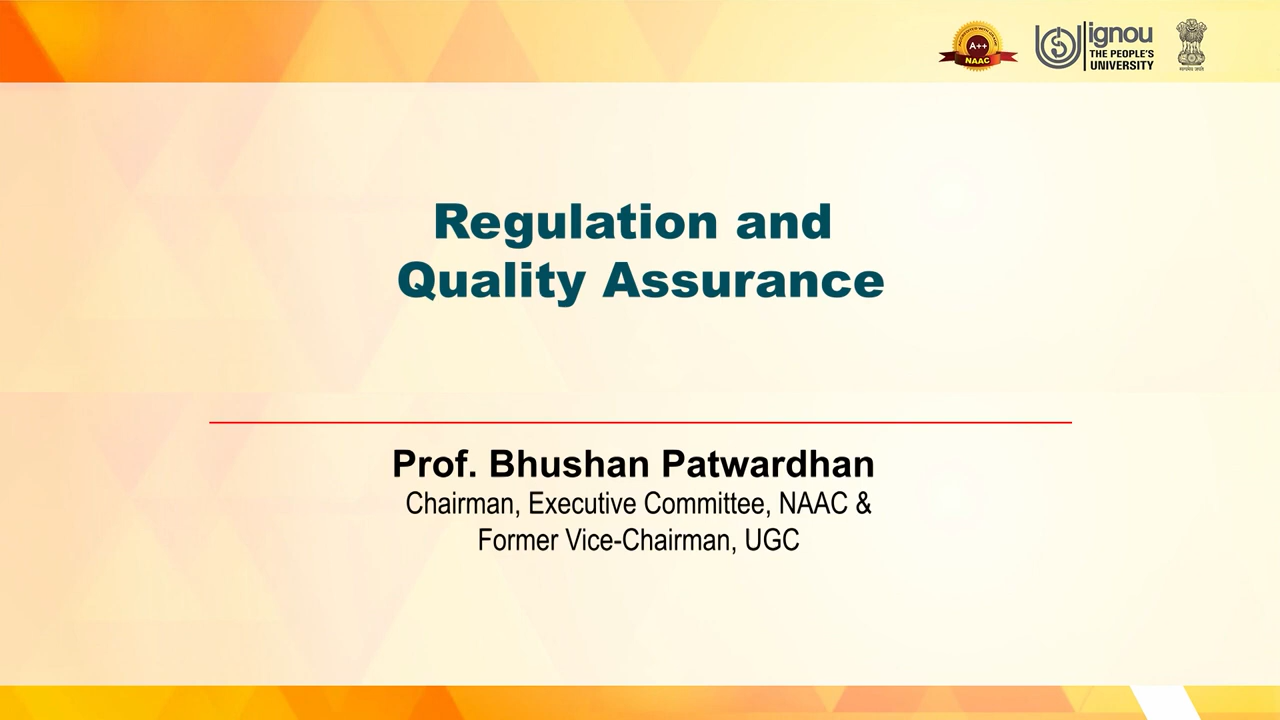 A++
NAAC
ignou
THE PEOPLE'S
UNIVERSITY
Regulation and
Quality Assurance
Prof. Bhushan Patwardhan
Chairman, Executive Committee, NAAC &
Former Vice-Chairman, UGC